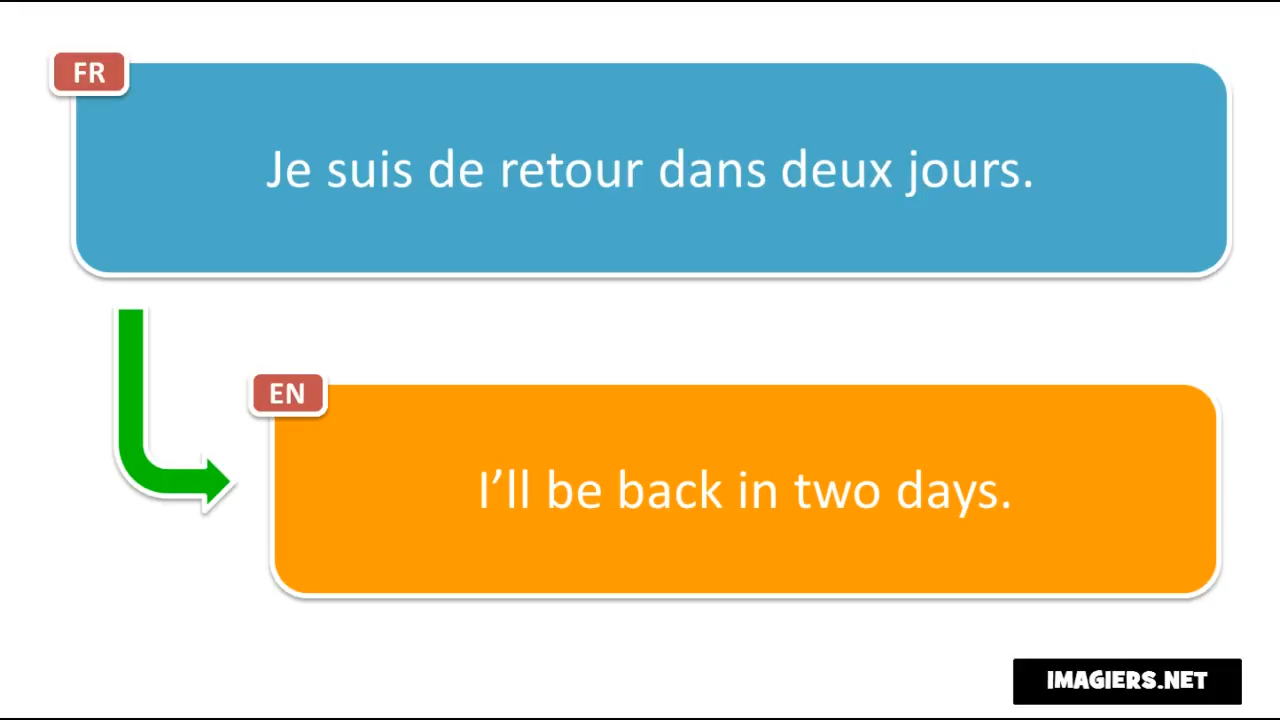 FR
Je suis de retour dans deux jours.
EN
I’ll be back in two days.
IMAGIERS.NET